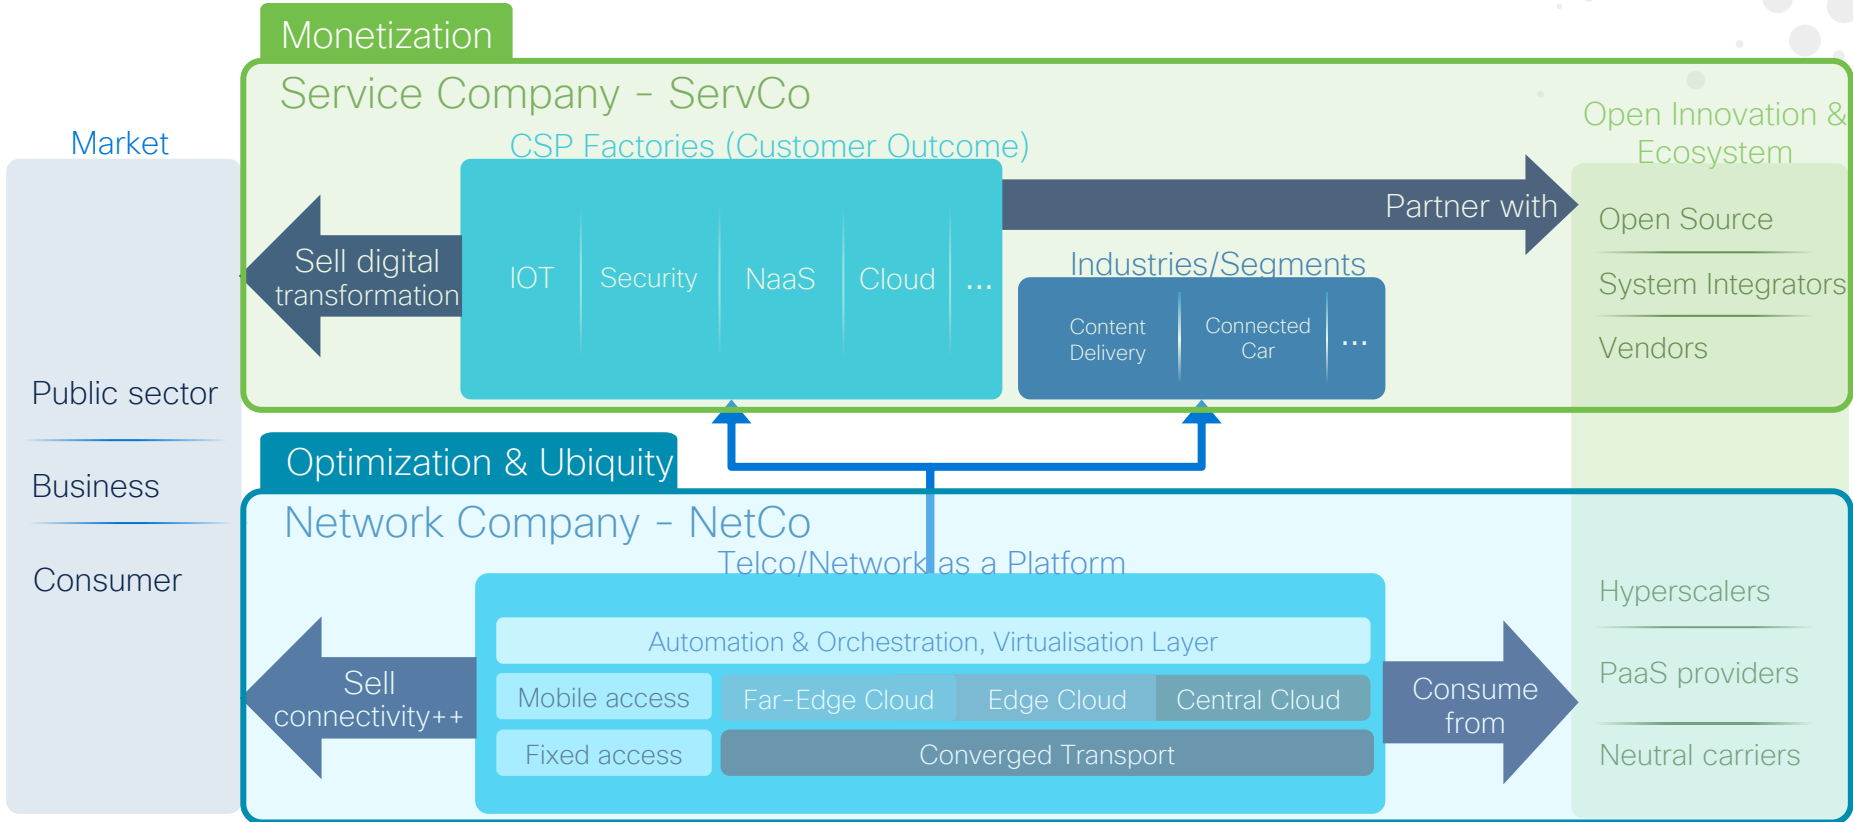 Monetization
Service Company - ServCo
Market
CSP Factories (Customer Outcome)
Open Innovation &
Ecosystem
Partner with
Open Source
Sell digital
transformation
IOT
Security
NaaS
Cloud
...
Industries/Segments
Content
Delivery
Connected
Car
...
System Integrators
Vendors
Public sector
Business
Consumer
Optimization & Ubiquity
Network Company - NetCo
Telco/Network as a Platform
Automation & Orchestration, Virtualisation Layer
Sell
connectivity++
Mobile access
Far-Edge Cloud
Edge Cloud
Central Cloud
Fixed access
Converged Transport
Consume
from
Hyperscalers
PaaS providers
Neutral carriers